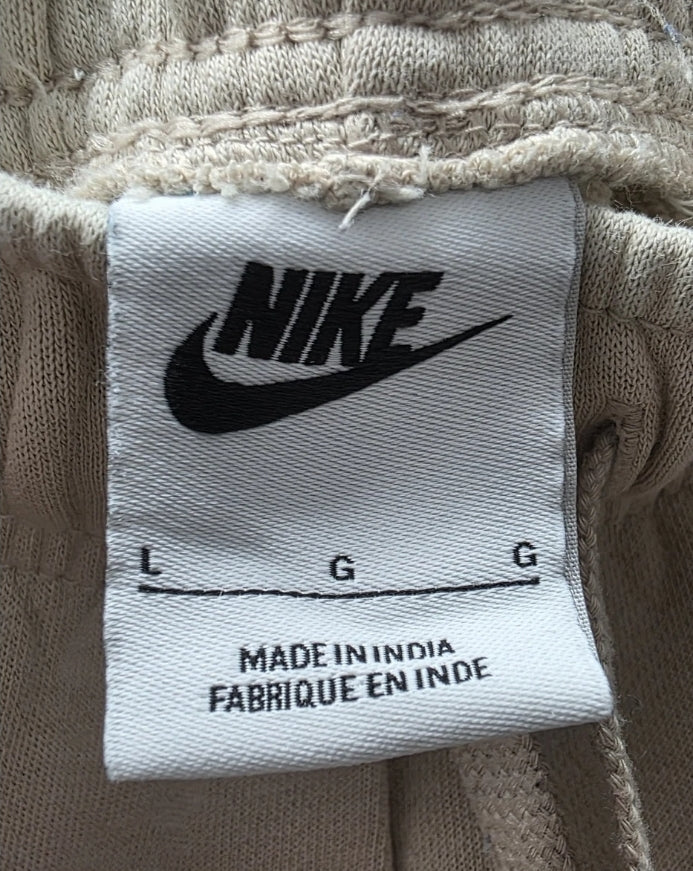 NIKE
L G G
MADE IN INDIA
FABRIQUE EN INDE